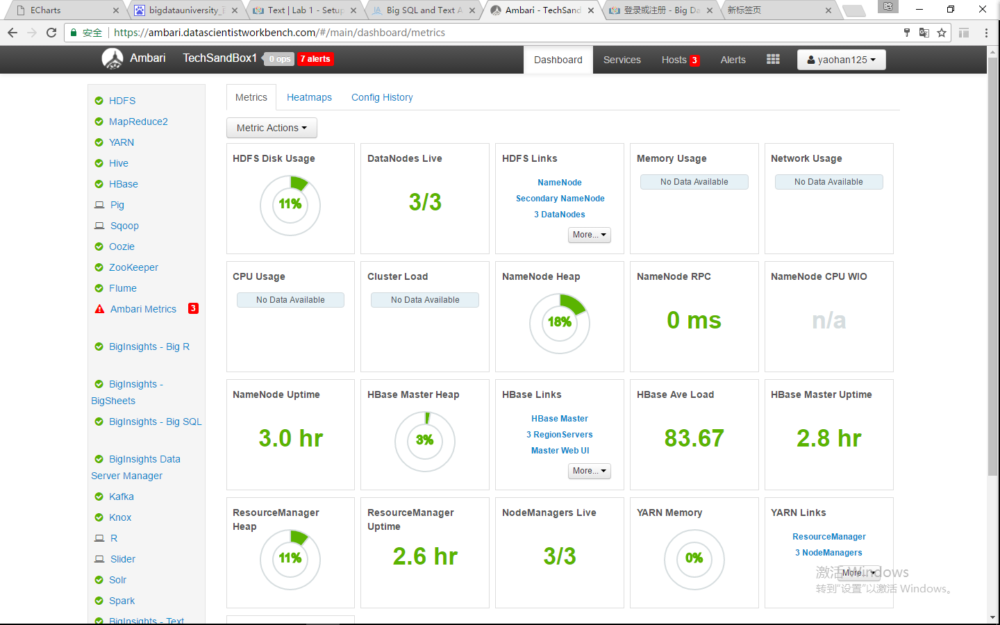 ECharts
bigdatauniversity_
Text | Lab 1 - Setup
Big SQL and Text A
Ambari - TechSand
登录或注册 - Big Da
新标签页
安全
https://ambari.datascientistworkbench.com/#/main/dashboard/metrics
Ambari
TechSandBox1
0 ops
7 alerts
Dashboard
Services
Hosts 3
Alerts
yaohan125
HDFS
MapReduce2
YARN
Hive
HBase
Pig
Sqoop
Oozie
ZooKeeper
Flume
Ambari Metrics 3
BigInsights - Big R
BigInsights -
BigSheets
BigInsights - Big SQL
BigInsights Data
Server Manager
Kafka
Knox
R
Slider
Solr
Spark
BigInsights - Text
Metrics
Heatmaps
Config History
Metric Actions
HDFS Disk Usage
11%
DataNodes Live
3/3
HDFS Links
NameNode
Secondary NameNode
3 DataNodes
More...
Memory Usage
No Data Available
Network Usage
No Data Available
CPU Usage
No Data Available
Cluster Load
No Data Available
NameNode Heap
18%
NameNode RPC
0 ms
NameNode CPU WIO
n/a
NameNode Uptime
3.0 hr
HBase Master Heap
3%
HBase Links
HBase Master
3 RegionServers
Master Web UI
More...
HBase Ave Load
83.67
HBase Master Uptime
2.8 hr
ResourceManager
Heap
11%
ResourceManager
Uptime
2.6 hr
NodeManagers Live
3/3
YARN Memory
0%
YARN Links
ResourceManager
3 NodeManagers
More...
激活 Windows
转到"设置"以激活 Windows。